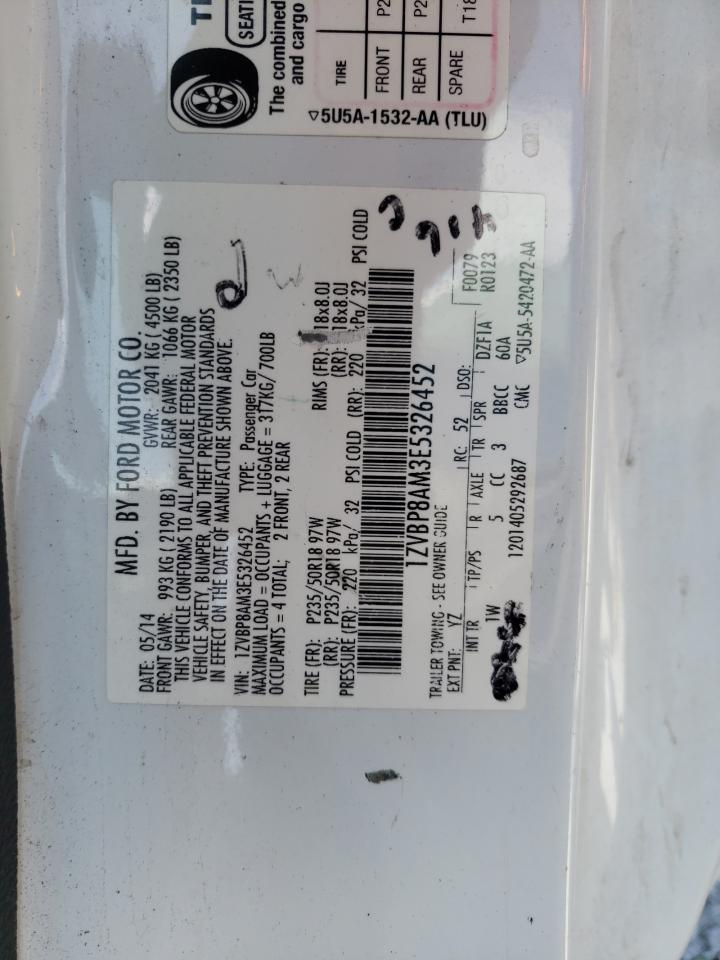 SEATI
The combined
and cargo
TIRE
FRONT P2
REAR P2
SPARE T18
▽5U5A-1532-AA (TLU)
MFD. BY FORD MOTOR CO.
DATE: 05/14 GVWR: 2041 KG ( 4500 LB)
FRONT GAWR: 993 KG ( 2190 LB) REAR GAWR: 1066 KG ( 2350 LB)
THIS VEHICLE CONFORMS TO ALL APPLICABLE FEDERAL MOTOR
VEHICLE SAFETY, BUMPER, AND THEFT PREVENTION STANDARDS
IN EFFECT ON THE DATE OF MANUFACTURE SHOWN ABOVE.
VIN: 1ZVBP8AM3E5326452 TYPE: Passenger Car
MAXIMUM LOAD = OCCUPANTS + LUGGAGE = 317KG/ 700LB
OCCUPANTS = 4 TOTAL; 2 FRONT, 2 REAR
TIRE (FR): P235/50R18 97W RIMS (FR): 18x8.0J
(RR): P235/50R18 97W (RR): 18x8.0J
PRESSURE (FR): 220 kPa/ 32 PSI COLD (RR): 220 kPa/ 32 PSI COLD
1ZVBP8AM3E5326452
TRAILER TOWING - SEE OWNER GUIDE
EXT PNT: YZ RC: 52 DSO: F0079
R0123
INT TR TP/PS R AXLE TR SPR DZF1A
1W 5 CC 3 BBCC 60A
1201405292687 CMC ▽5U5A-5420472-AA